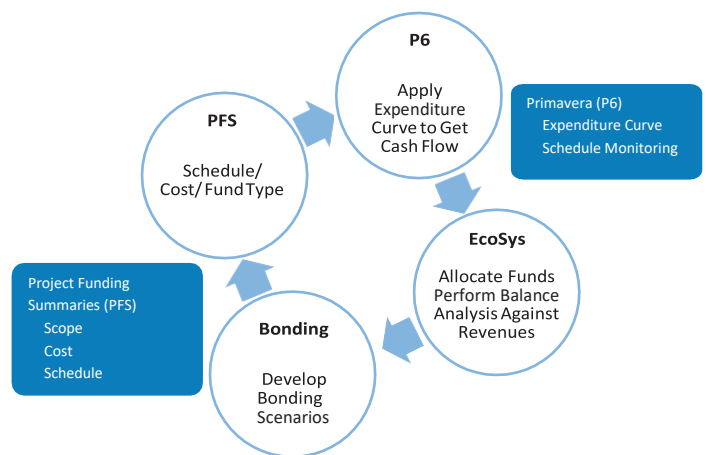 P6
Apply
Expenditure
Curve to Get
Cash Flow
Primavera (P6)
Expenditure Curve
Schedule Monitoring
PFS
Schedule/
Cost/ Fund Type
EcoSys
Allocate Funds
Perform Balance
Analysis Against
Revenues
Project Funding
Summaries (PFS)
Scope
Cost
Schedule
Bonding
Develop
Bonding
Scenarios